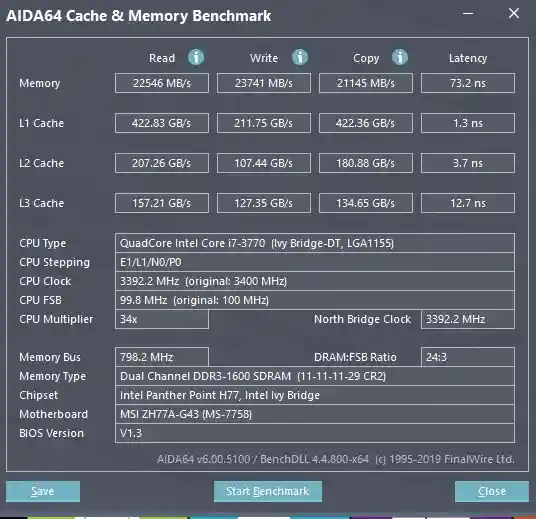 AIDA64 Cache & Memory Benchmark
Read Write Copy Latency
Memory 22546 MB/s 23741 MB/s 21145 MB/s 73.2 ns
L1 Cache 422.83 GB/s 211.75 GB/s 422.36 GB/s 1.3 ns
L2 Cache 207.26 GB/s 107.44 GB/s 180.88 GB/s 3.7 ns
L3 Cache 157.21 GB/s 127.35 GB/s 134.65 GB/s 12.7 ns
CPU Type QuadCore Intel Core i7-3770 (Ivy Bridge-DT, LGA1155)
CPU Stepping E1/L1/N0/P0
CPU Clock 3392.2 MHz (original: 3400 MHz)
CPU FSB 99.8 MHz (original: 100 MHz)
CPU Multiplier 34x North Bridge Clock 3392.2 MHz
Memory Bus 798.2 MHz DRAM:FSB Ratio 24:3
Memory Type Dual Channel DDR3-1600 SDRAM (11-11-11-29 CR2)
Chipset Intel Panther Point H77, Intel Ivy Bridge
Motherboard MSI ZH77A-G43 (MS-7758)
BIOS Version V1.3
AIDA64 v6.00.5100 / BenchDLL 4.4.800-x64 (c) 1995-2019 FinalWire Ltd.
Save Start Benchmark Close